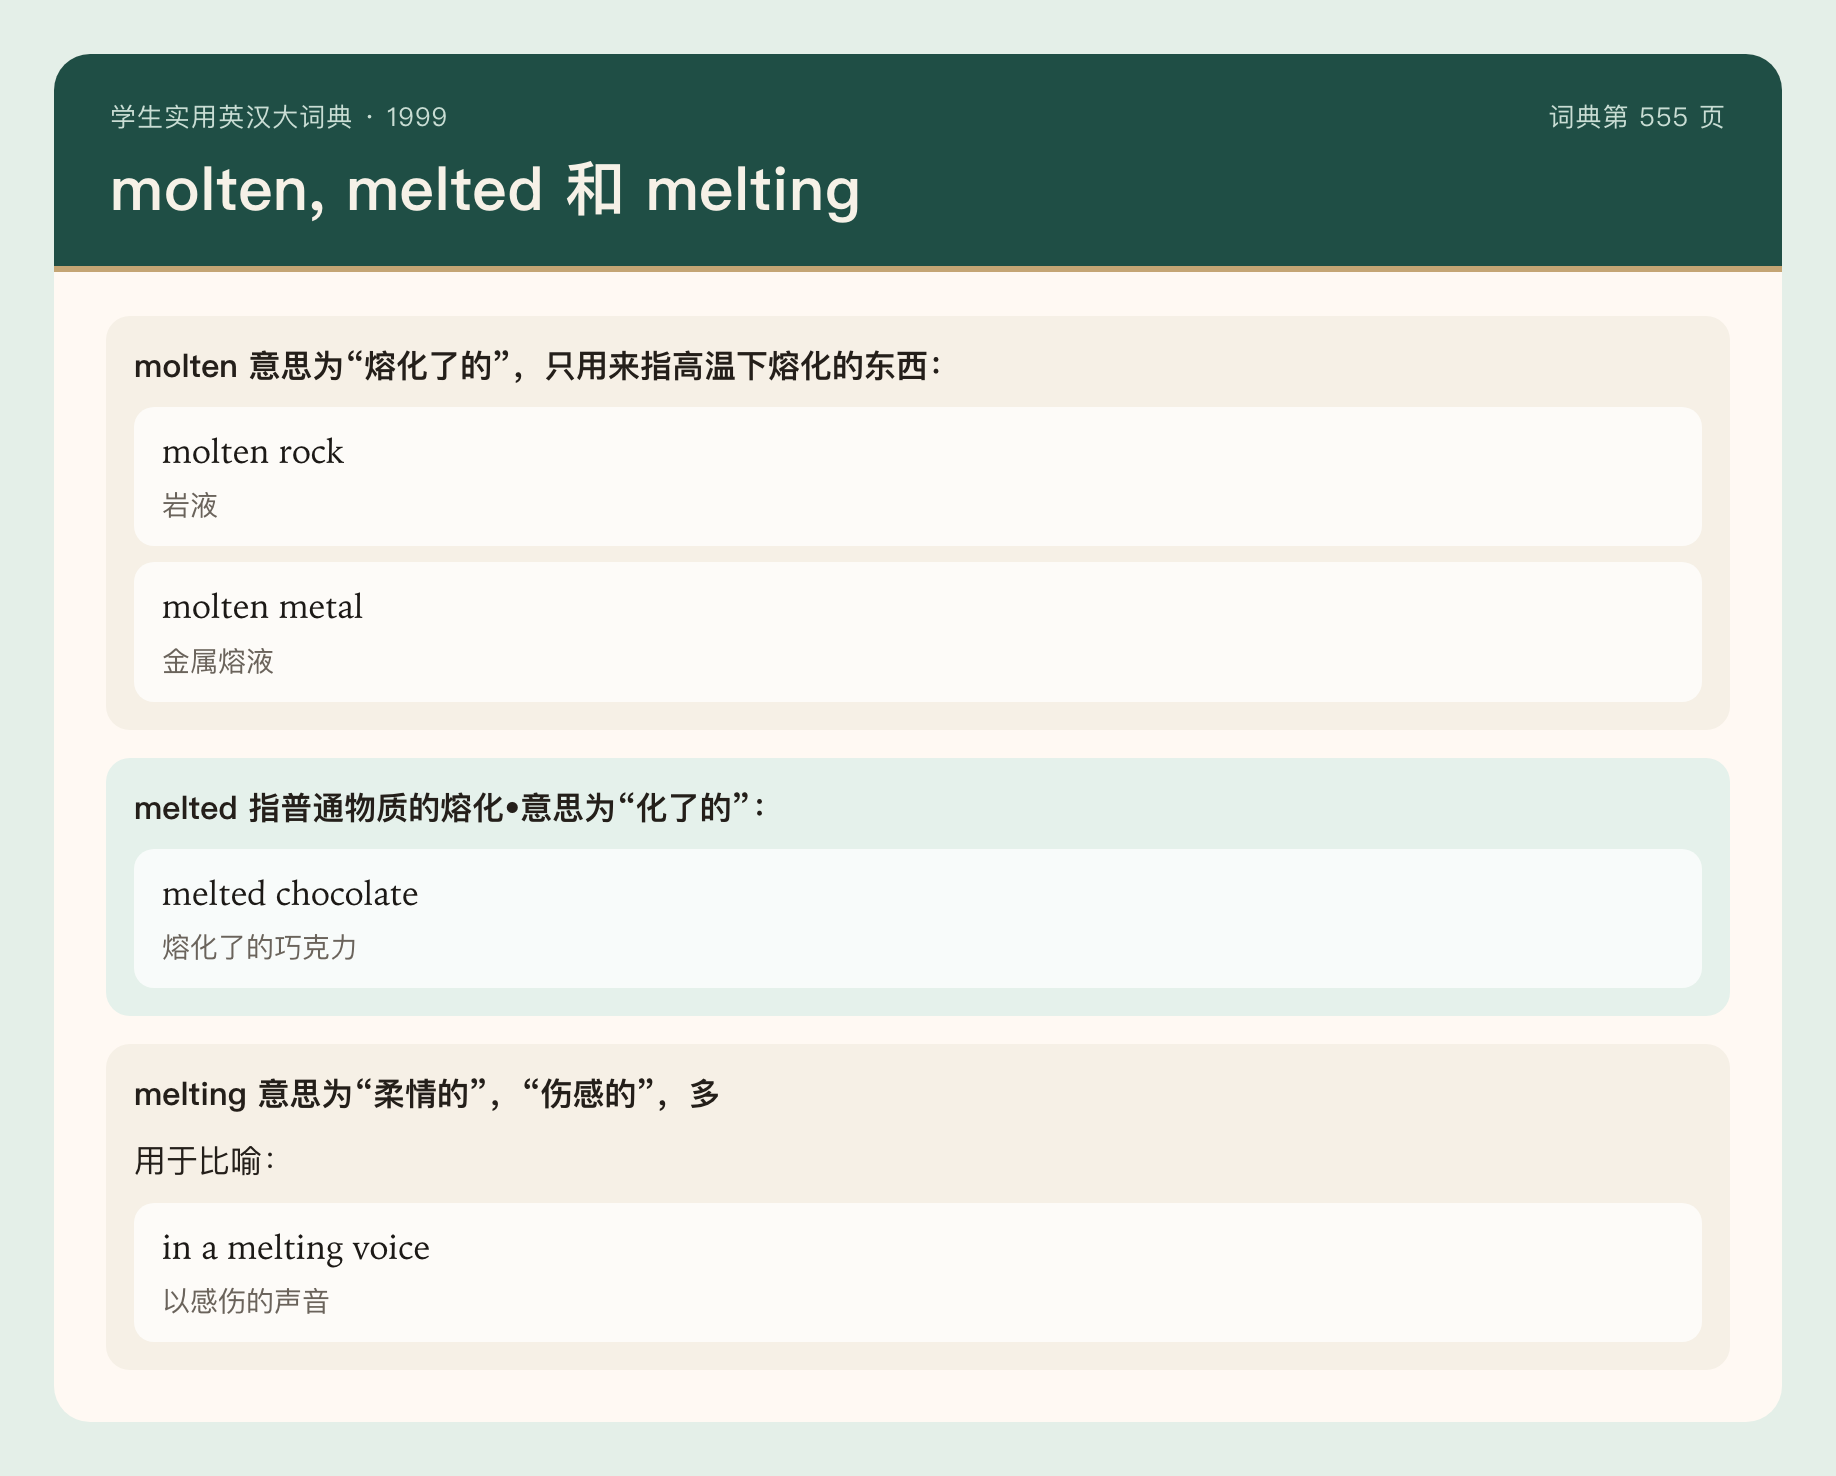 学生实用英汉大词典 · 1999
词典第 555 页
molten, melted 和 melting
molten 意思为“熔化了的”，只用来指高温下熔化的东西：
molten rock
岩液
molten metal
金属熔液
melted 指普通物质的熔化•意思为“化了的”：
melted chocolate
熔化了的巧克力
melting 意思为“柔情的”，“伤感的”，多
用于比喻：
in a melting voice
以感伤的声音